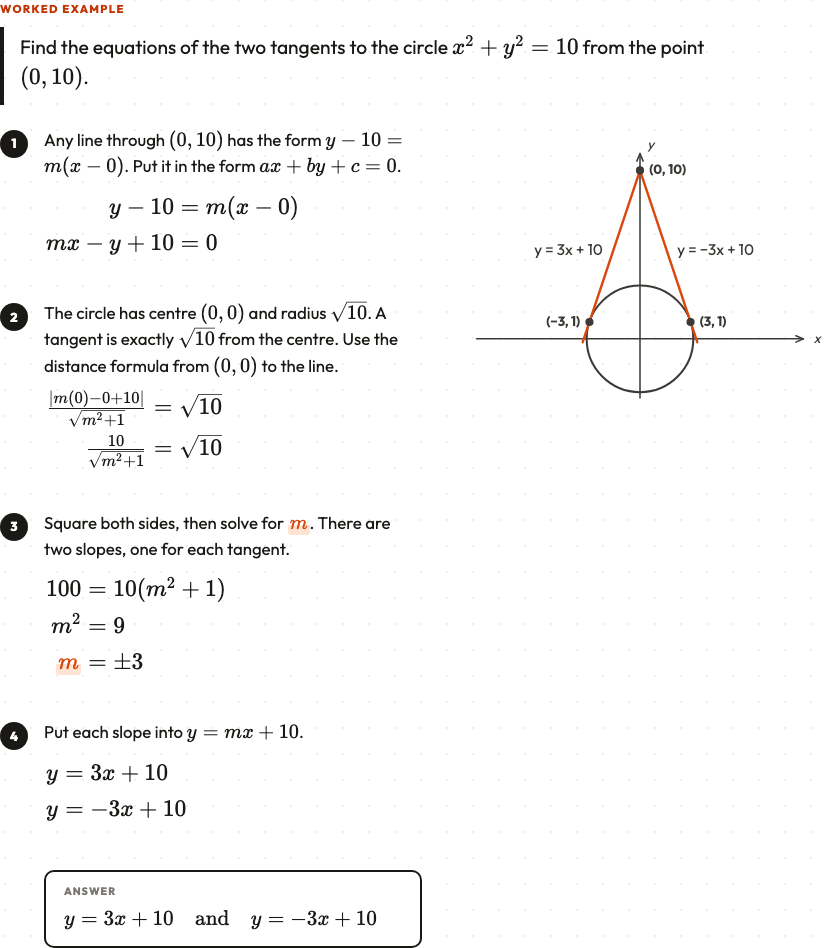 WORKED EXAMPLE
Find the equations of the two tangents to the circle x² + y² = 10 from the point
(0, 10).
1
Any line through (0, 10) has the form y − 10 =
m(x − 0). Put it in the form ax + by + c = 0.
y − 10 = m(x − 0)
mx − y + 10 = 0
2
The circle has centre (0, 0) and radius √10. A
tangent is exactly √10 from the centre. Use the
distance formula from (0, 0) to the line.
|m(0)−0+10| / √(m²+1) = √10
10 / √(m²+1) = √10
3
Square both sides, then solve for m. There are
two slopes, one for each tangent.
100 = 10(m² + 1)
m² = 9
m = ±3
4
Put each slope into y = mx + 10.
y = 3x + 10
y = −3x + 10
ANSWER
y = 3x + 10 and y = −3x + 10
y
(0, 10)
y = 3x + 10
y = −3x + 10
(−3, 1)
(3, 1)
x